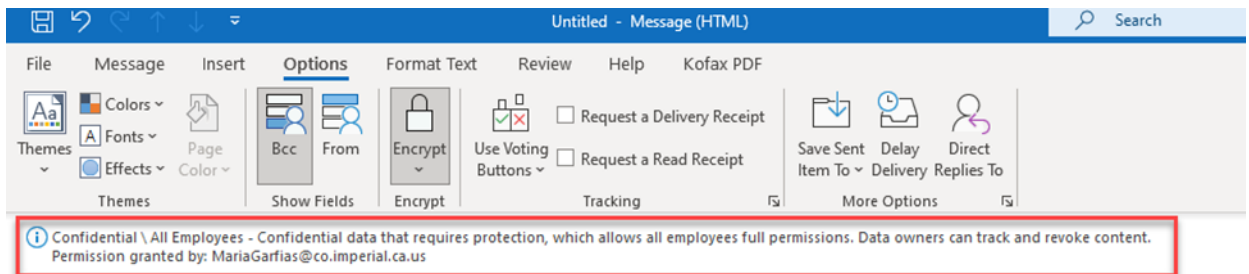 Untitled - Message (HTML)
Search
File Message Insert Options Format Text Review Help Kofax PDF
Aa
Themes
Colors
A Fonts
Effects
Page
Color
Themes
Bcc
From
Show Fields
Encrypt
Encrypt
Use Voting
Buttons
Request a Delivery Receipt
Request a Read Receipt
Tracking
Save Sent
Item To
Delay
Delivery
Direct
Replies To
More Options
Confidential \ All Employees - Confidential data that requires protection, which allows all employees full permissions. Data owners can track and revoke content.
Permission granted by: MariaGarfias@co.imperial.ca.us